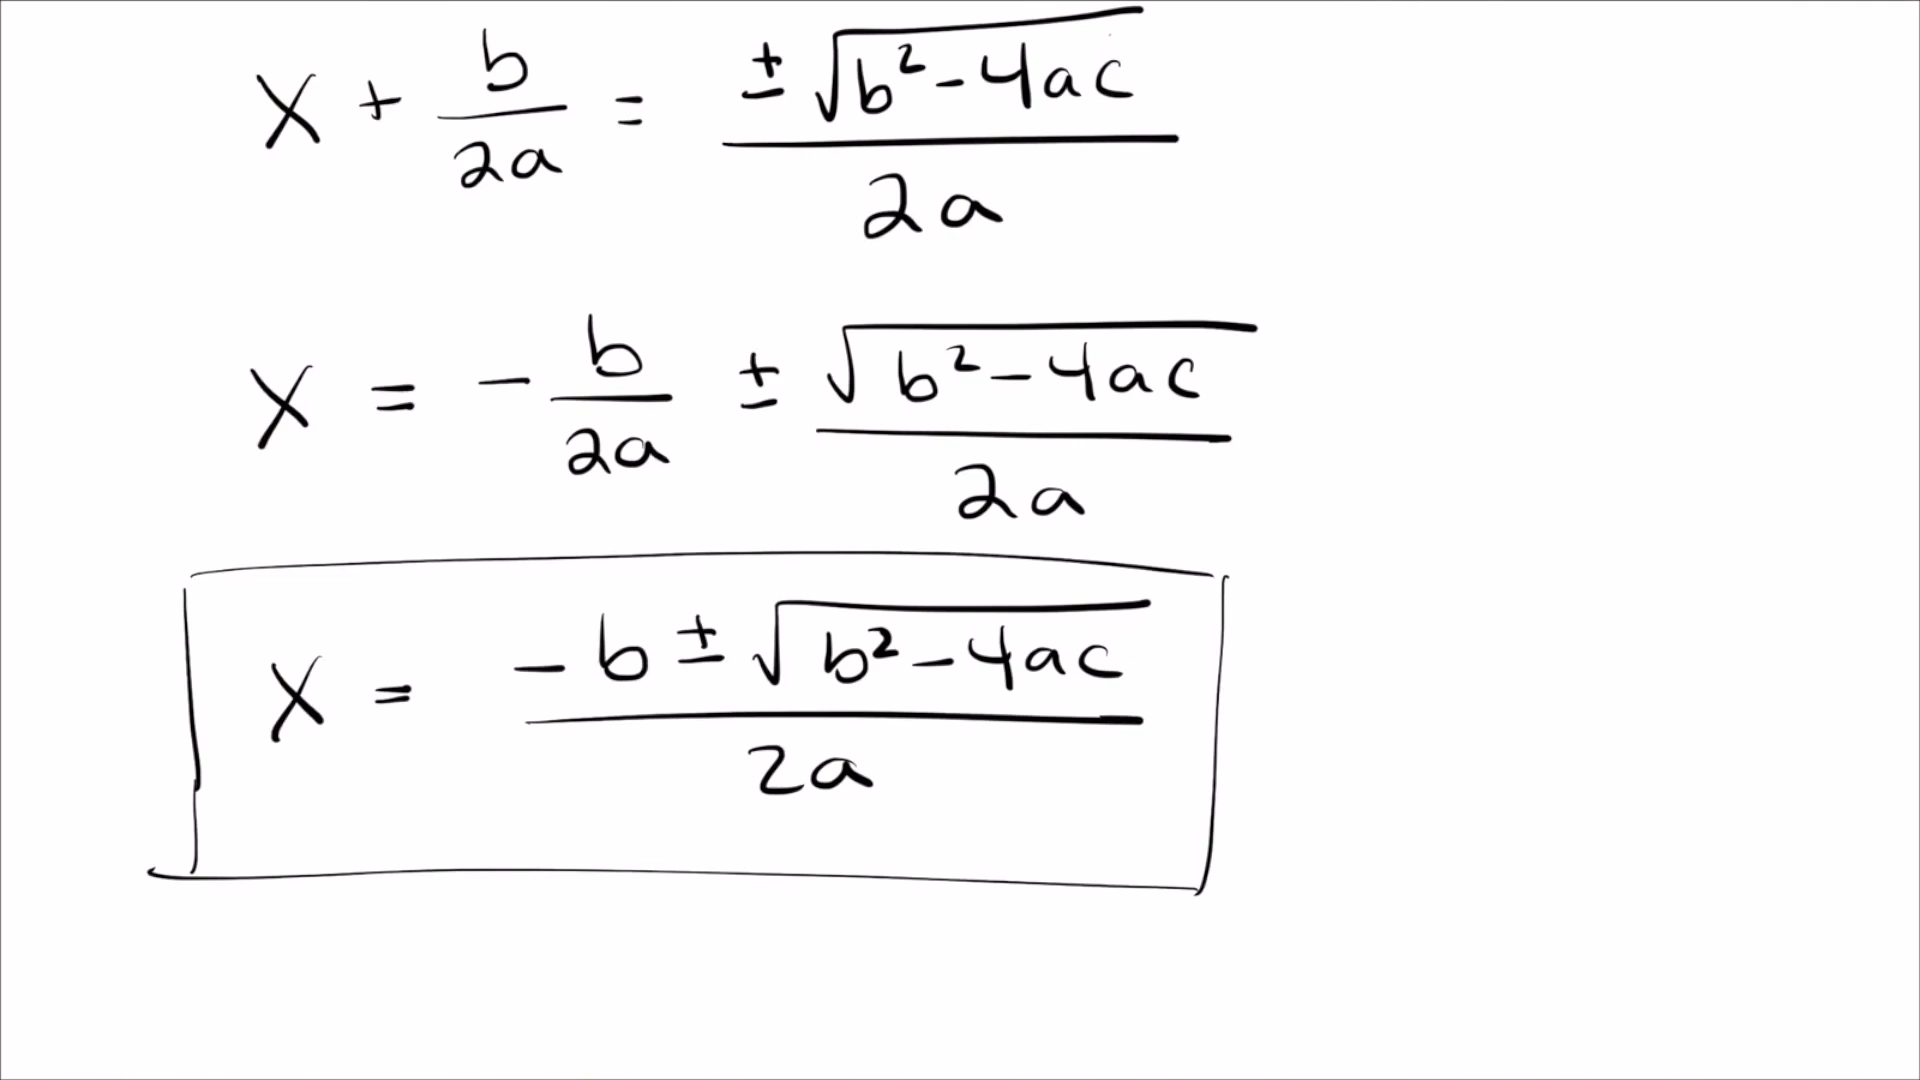 x + b/2a = ±√(b² - 4ac)/2a
x = - b/2a ± √(b² - 4ac)/2a
x = (-b ± √(b² - 4ac))/2a